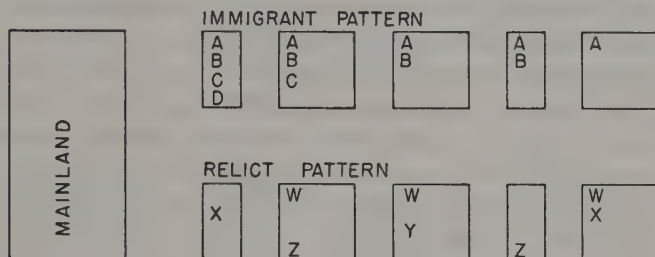 IMMIGRANT PATTERN
A A A A A
B B B B
C C
D
MAINLAND
RELICT PATTERN
W W W
X X
Y
Z Z